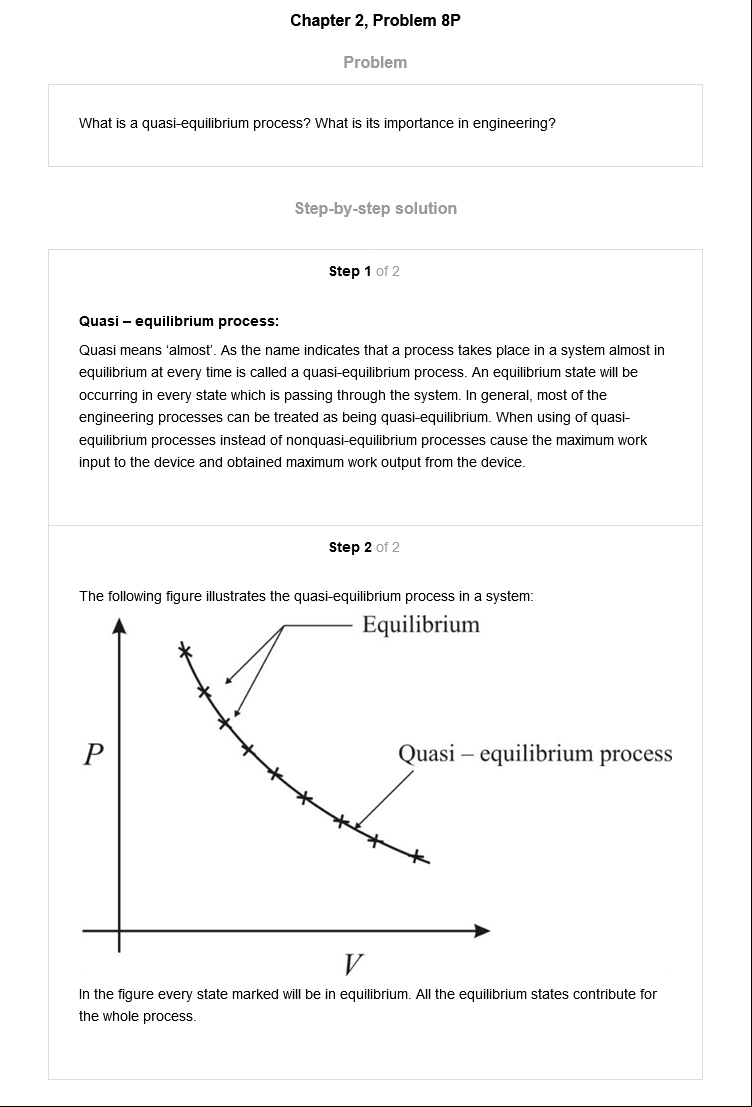 Chapter 2, Problem 8P
Problem
What is a quasi-equilibrium process? What is its importance in engineering?
Step-by-step solution
Step 1 of 2
Quasi – equilibrium process:
Quasi means ‘almost’. As the name indicates that a process takes place in a system almost in
equilibrium at every time is called a quasi-equilibrium process. An equilibrium state will be
occurring in every state which is passing through the system. In general, most of the
engineering processes can be treated as being quasi-equilibrium. When using of quasi-
equilibrium processes instead of nonquasi-equilibrium processes cause the maximum work
input to the device and obtained maximum work output from the device.
Step 2 of 2
The following figure illustrates the quasi-equilibrium process in a system:
Equilibrium
P
Quasi – equilibrium process
V
In the figure every state marked will be in equilibrium. All the equilibrium states contribute for
the whole process.